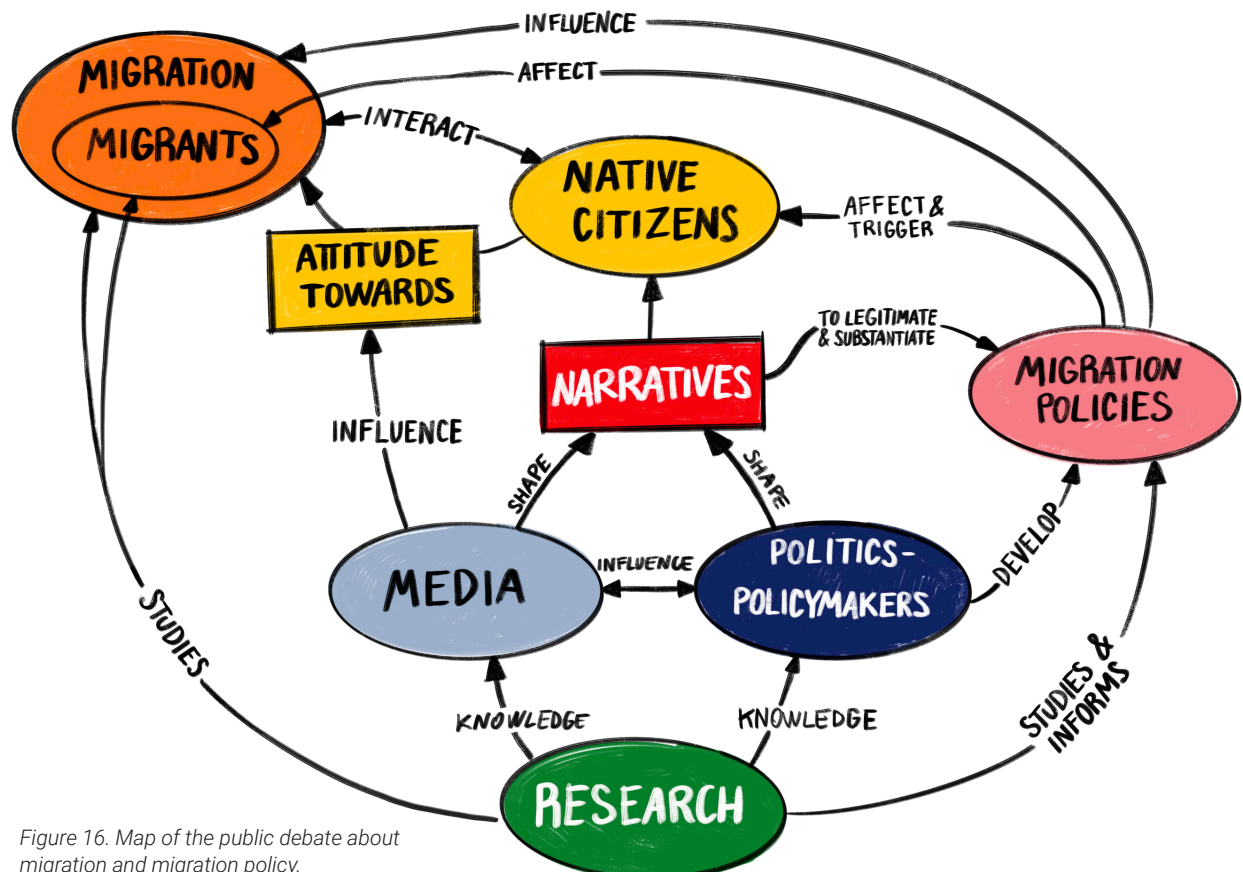 INFLUENCE
AFFECT
MIGRATION
MIGRANTS
INTERACT
NATIVE
CITIZENS
AFFECT &
TRIGGER
ATTITUDE
TOWARDS
TO LEGITIMATE
& SUBSTANTIATE
NARRATIVES
MIGRATION
POLICIES
INFLUENCE
SHAPE
SHAPE
MEDIA
INFLUENCE
POLITICS-
POLICYMAKERS
DEVELOP
STUDIES
STUDIES &
INFORMS
KNOWLEDGE
KNOWLEDGE
RESEARCH
Figure 16. Map of the public debate about
migration and migration policy.